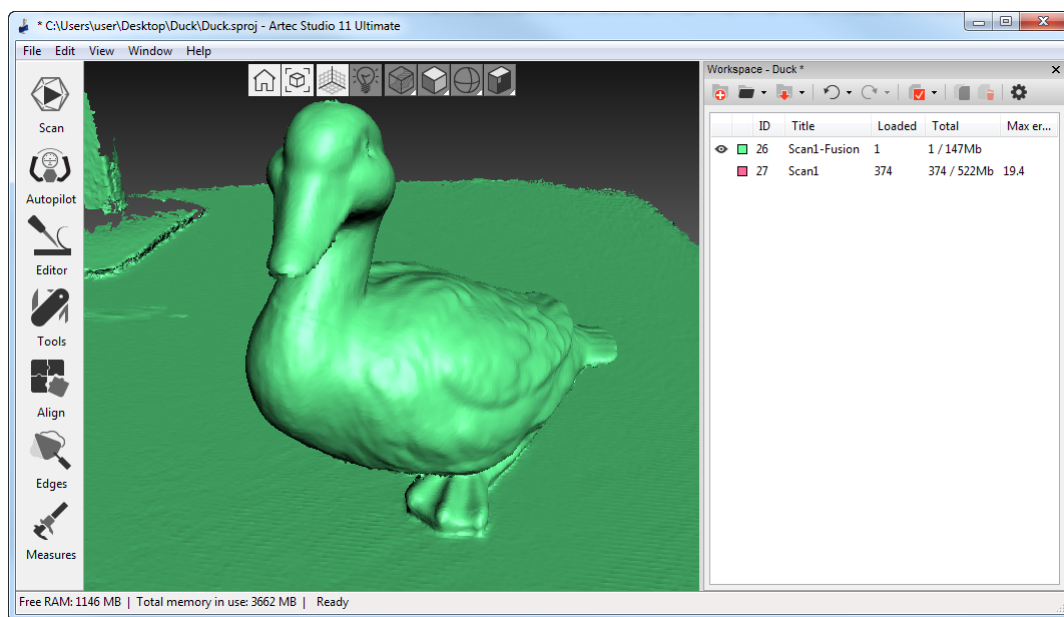 * C:\Users\user\Desktop\Duck\Duck.sproj - Artec Studio 11 Ultimate
File Edit View Window Help
Scan
Autopilot
Editor
Tools
Align
Edges
Measures
Workspace - Duck *
ID Title Loaded Total Max er...
26 Scan1-Fusion 1 1 / 147Mb
27 Scan1 374 374 / 522Mb 19.4
Free RAM: 1146 MB | Total memory in use: 3662 MB | Ready